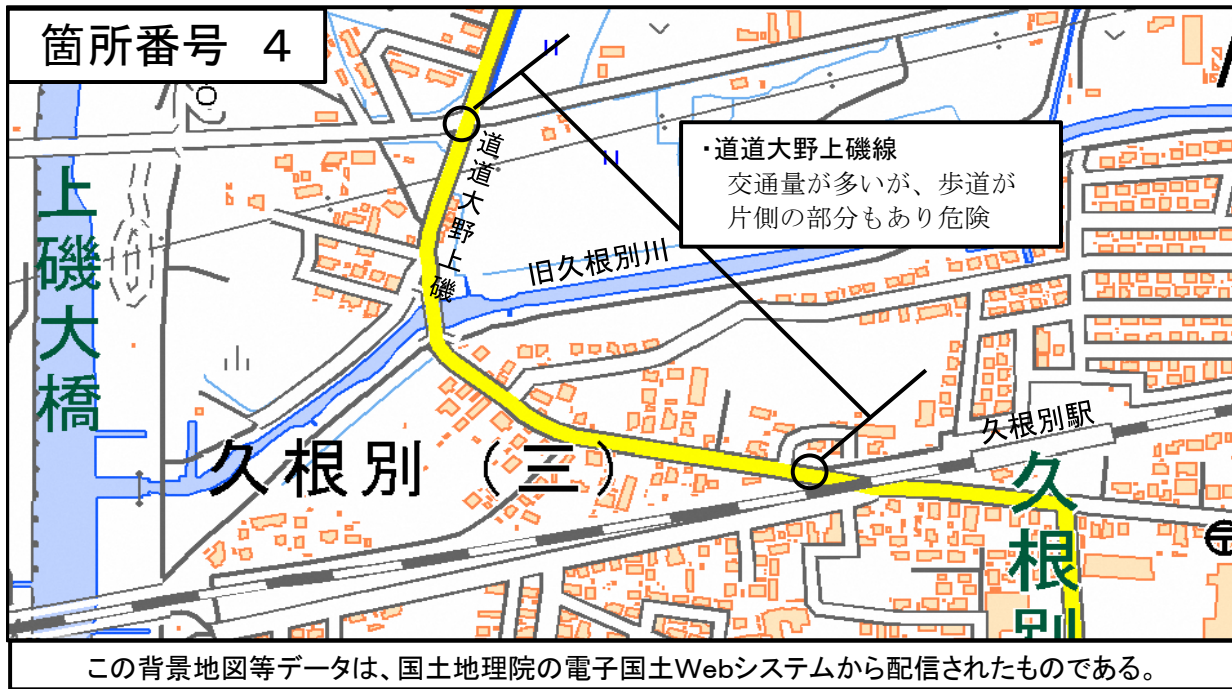 箇所番号 4
・道道大野上磯線
交通量が多いが、歩道が
片側の部分もあり危険
道道大野上磯
上磯大橋
旧久根別川
久根別駅
久根別(三)
久根別
この背景地図等データは、国土地理院の電子国土Webシステムから配信されたものである。